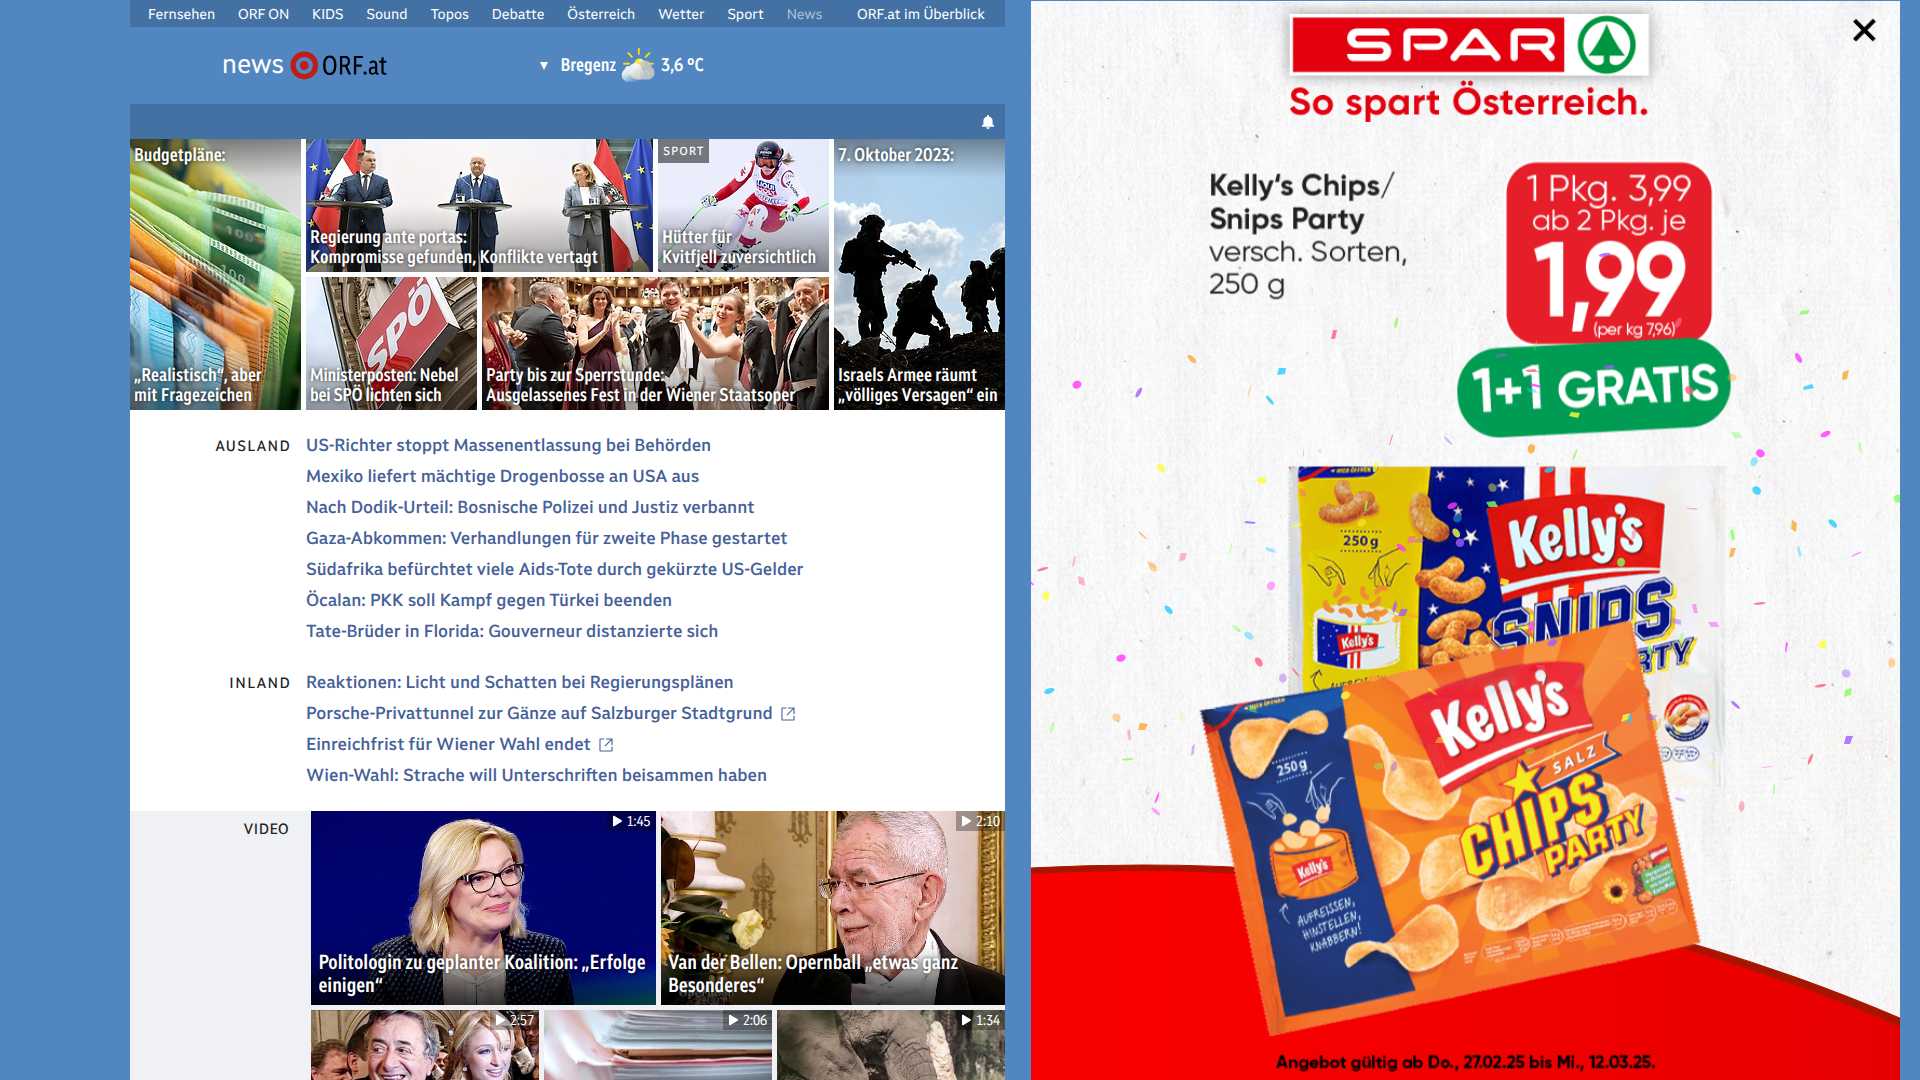 Fernsehen ORF ON KIDS Sound Topos Debatte Österreich Wetter Sport News ORF.at im Überblick
news ORF.at
Bregenz 3,6 °C
Budgetpläne:
„Realistisch“, aber
mit Fragezeichen
Regierung ante portas:
Kompromisse gefunden, Konflikte vertagt
SPORT
Hütter für
Kvitfjell zuversichtlich
7. Oktober 2023:
Israels Armee räumt
„völliges Versagen“ ein
SPÖ
Ministerposten: Nebel
bei SPÖ lichten sich
Party bis zur Sperrstunde:
Ausgelassenes Fest in der Wiener Staatsoper
AUSLAND
US-Richter stoppt Massenentlassung bei Behörden
Mexiko liefert mächtige Drogenbosse an USA aus
Nach Dodik-Urteil: Bosnische Polizei und Justiz verbannt
Gaza-Abkommen: Verhandlungen für zweite Phase gestartet
Südafrika befürchtet viele Aids-Tote durch gekürzte US-Gelder
Öcalan: PKK soll Kampf gegen Türkei beenden
Tate-Brüder in Florida: Gouverneur distanzierte sich
INLAND
Reaktionen: Licht und Schatten bei Regierungsplänen
Porsche-Privattunnel zur Gänze auf Salzburger Stadtgrund
Einreichfrist für Wiener Wahl endet
Wien-Wahl: Strache will Unterschriften beisammen haben
VIDEO
1:45
Politologin zu geplanter Koalition: „Erfolge
einigen“
2:10
Van der Bellen: Opernball „etwas ganz
Besonderes“
2:57
2:06
1:34
SPAR
So spart Österreich.
Kelly's Chips/
Snips Party
versch. Sorten,
250 g
1 Pkg. 3,99
ab 2 Pkg. je
1,99
(per kg 7,96)
1+1 GRATIS
250g
Kelly's
SNIPS
Kelly's
Kelly's
SALZ
CHIPS
PARTY
250g
Kelly's
AUFREISSEN,
HINSTELLEN,
KNABBERN!
Angebot gültig ab Do., 27.02.25 bis Mi., 12.03.25.